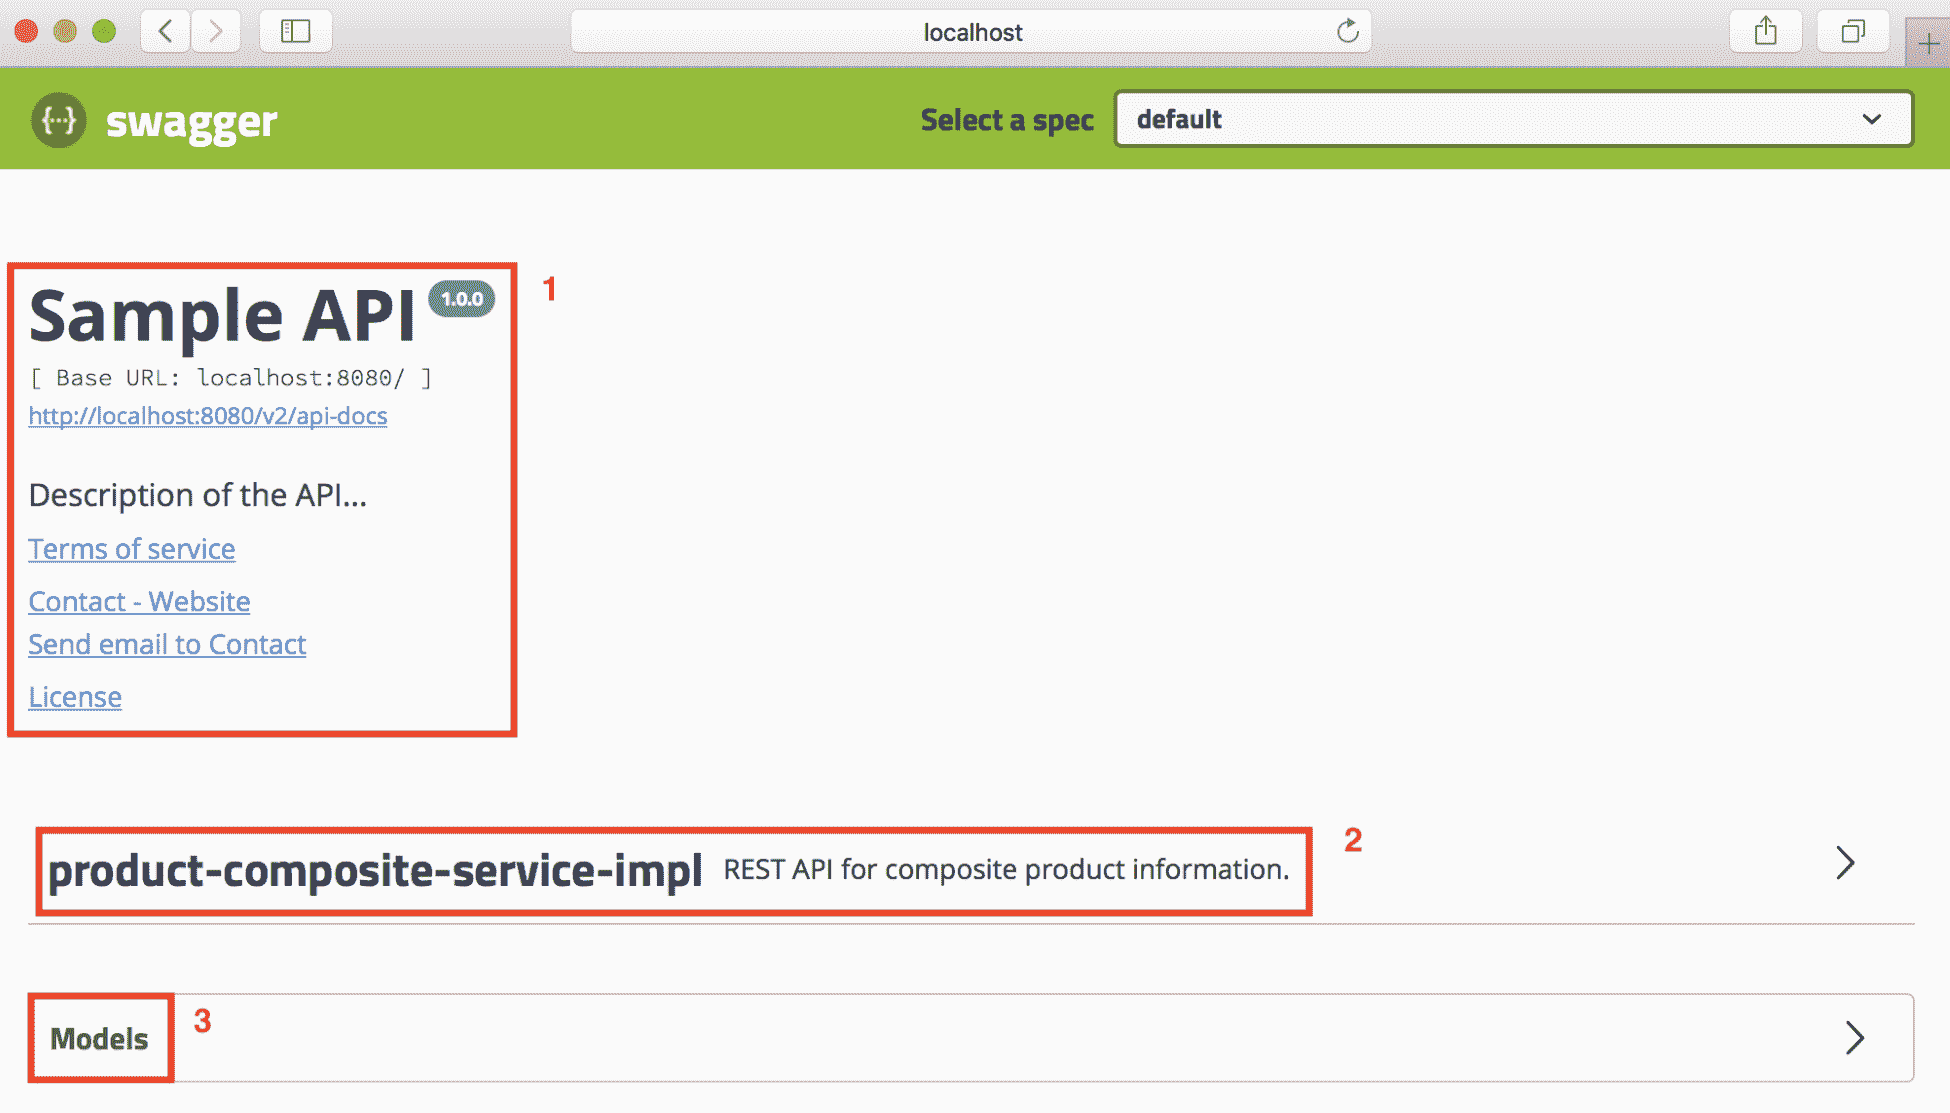 localhost
{...} swagger
Select a spec
default
Sample API 1.0.0
1
[ Base URL: localhost:8080/ ]
http://localhost:8080/v2/api-docs
Description of the API...
Terms of service
Contact - Website
Send email to Contact
License
product-composite-service-impl REST API for composite product information.
2
Models
3